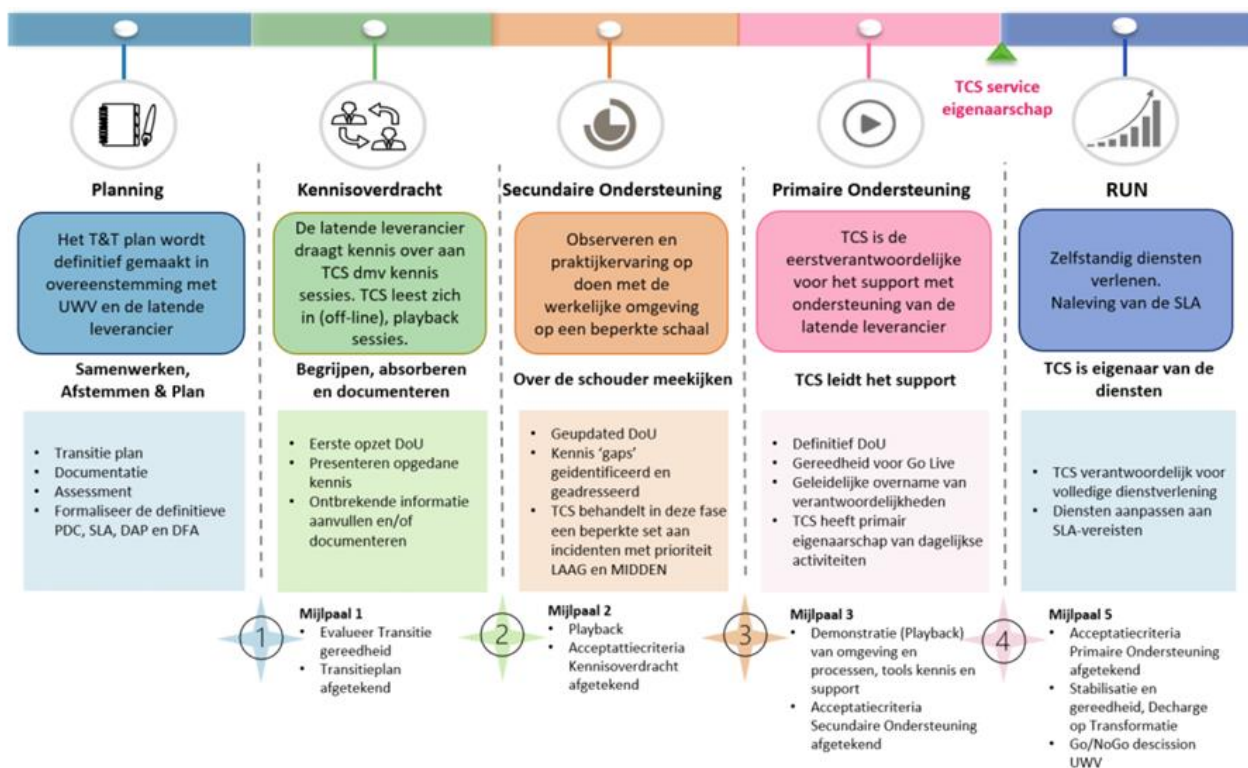 TCS service
eigenaarschap
Planning
Kennisoverdracht
Secundaire Ondersteuning
Primaire Ondersteuning
RUN
Het T&T plan wordt
definitief gemaakt in
overeenstemming met
UWV en de latende
leverancier
De latende leverancier
draagt kennis over aan
TCS dmv kennis
sessies. TCS leest zich
in (off-line), playback
sessies.
Observeren en
praktijkervaring op
doen met de
werkelijke omgeving
op een beperkte schaal
TCS is de
eerstverantwoordelijke
voor het support met
ondersteuning van de
latende leverancier
Zelfstandig diensten
verlenen.
Naleving van de SLA
Samenwerken,
Afstemmen & Plan
Begrijpen, absorberen
en documenteren
Over de schouder meekijken
TCS leidt het support
TCS is eigenaar van de
diensten
• Transitie plan
• Documentatie
• Assessment
• Formaliseer de definitieve
PDC, SLA, DAP en DFA
• Eerste opzet DoU
• Presenteren opgedane
kennis
• Ontbrekende informatie
aanvullen en/of
documenteren
• Geupdated DoU
• Kennis ‘gaps’
geidentificeerd en
geadresseerd
• TCS behandelt in deze fase
een beperkte set aan
incidenten met prioriteit
LAAG en MIDDEN
• Definitief DoU
• Gereedheid voor Go Live
• Geleidelijke overname van
verantwoordelijkheden
• TCS heeft primair
eigenaarschap van dagelijkse
activiteiten
• TCS verantwoordelijk voor
volledige dienstverlening
• Diensten aanpassen aan
SLA-vereisten
1
Mijlpaal 1
• Evalueer Transitie
gereedheid
• Transitieplan
afgetekend
2
Mijlpaal 2
• Playback
• Acceptattiecriteria
Kennisoverdracht
afgetekend
3
Mijlpaal 3
• Demonstratie (Playback)
van omgeving en
processen, tools kennis en
support
• Acceptatiecriteria
Secundaire Ondersteuning
afgetekend
4
Mijlpaal 5
• Acceptatiecriteria
Primaire Ondersteuning
afgetekend
• Stabilisatie en
gereedheid, Decharge
op Transformatie
• Go/NoGo descission
UWV